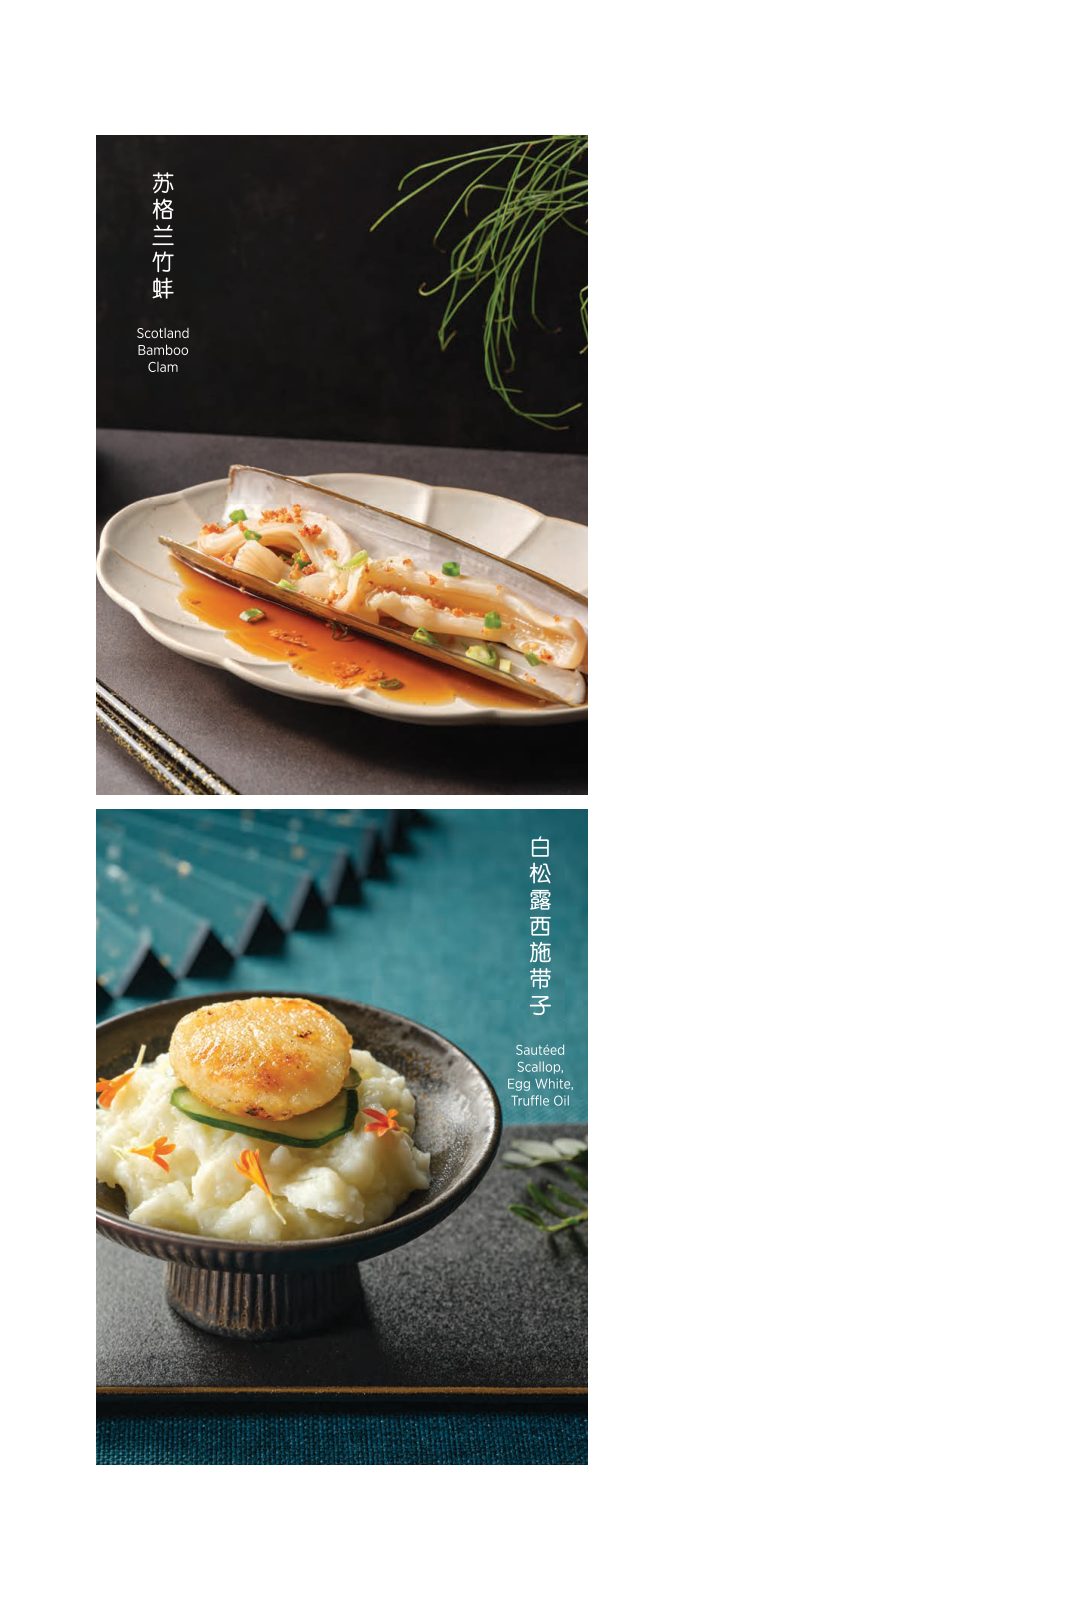 苏格兰竹蚌
Scotland
Bamboo
Clam
白松露西施带子
Sautéed
Scallop,
Egg White,
Truffle Oil